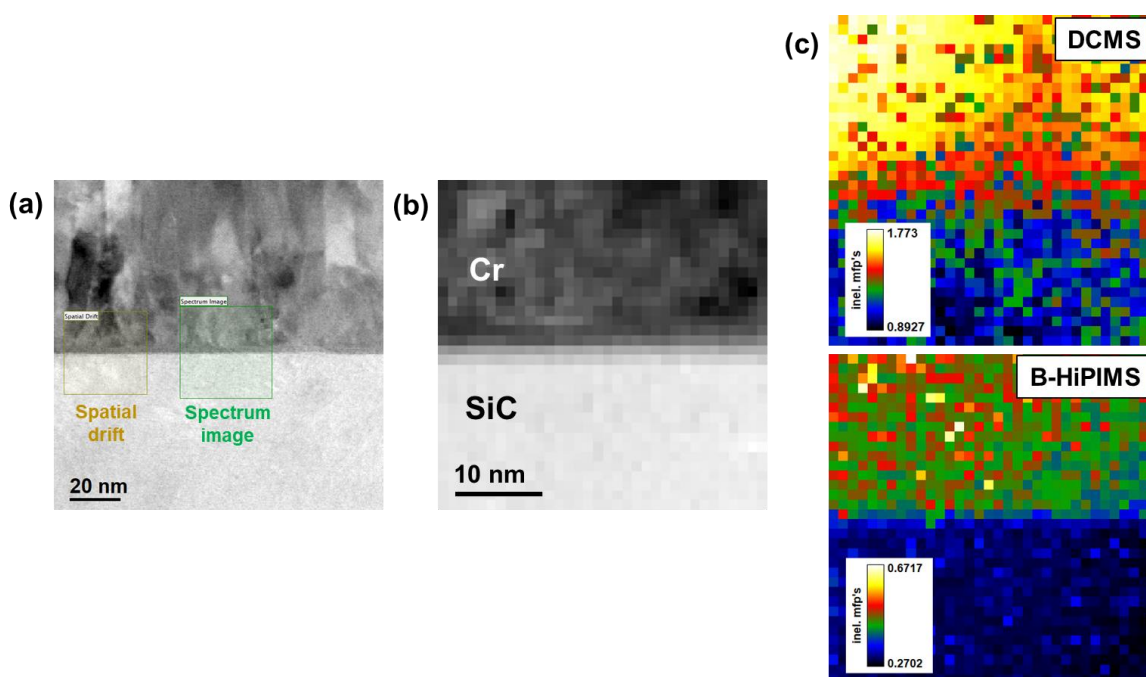 (a)
Spatial Drift
Spectrum Image
Spatial
drift
Spectrum
image
20 nm
(b)
Cr
SiC
10 nm
(c)
DCMS
inel. mfp's
1.773
0.8927
B-HiPIMS
inel. mfp's
0.6717
0.2702